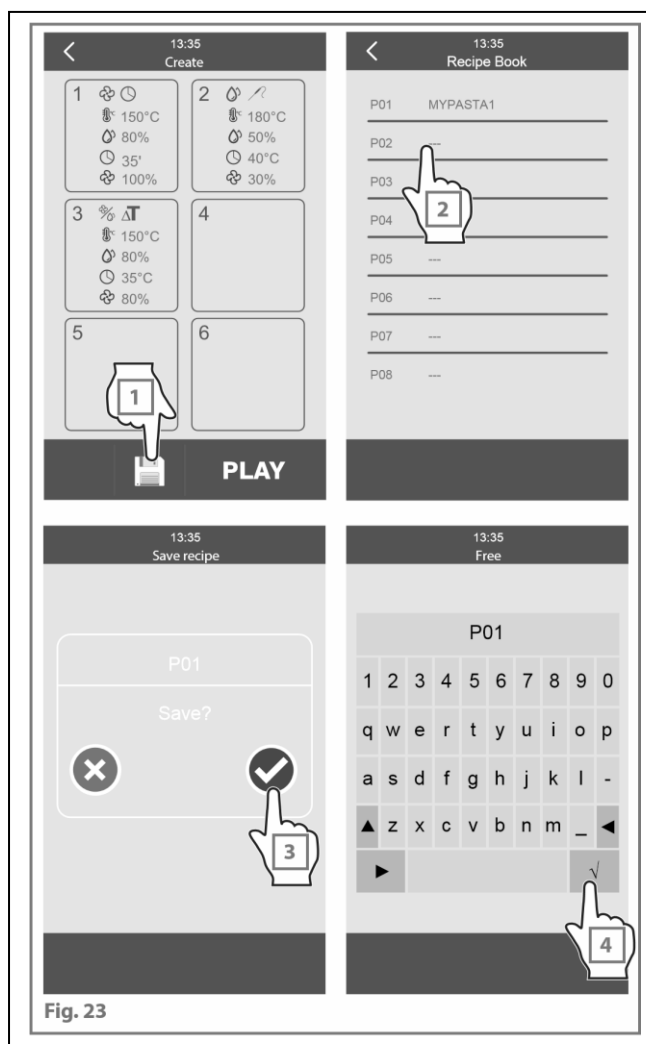 13:35
Create
1
150°C
80%
35'
100%
2
180°C
50%
40°C
30%
3
ΔT
150°C
80%
35°C
80%
4
5
6
1
PLAY
13:35
Recipe Book
P01 MYPASTA1
P02 ---
P03
P04
P05 ---
P06 ---
P07 ---
P08 ---
2
13:35
Save recipe
P01
Save?
3
13:35
Free
P01
1 2 3 4 5 6 7 8 9 0
q w e r t y u i o p
a s d f g h j k l -
▲ z x c v b n m _ ◄
► √
4
Fig. 23